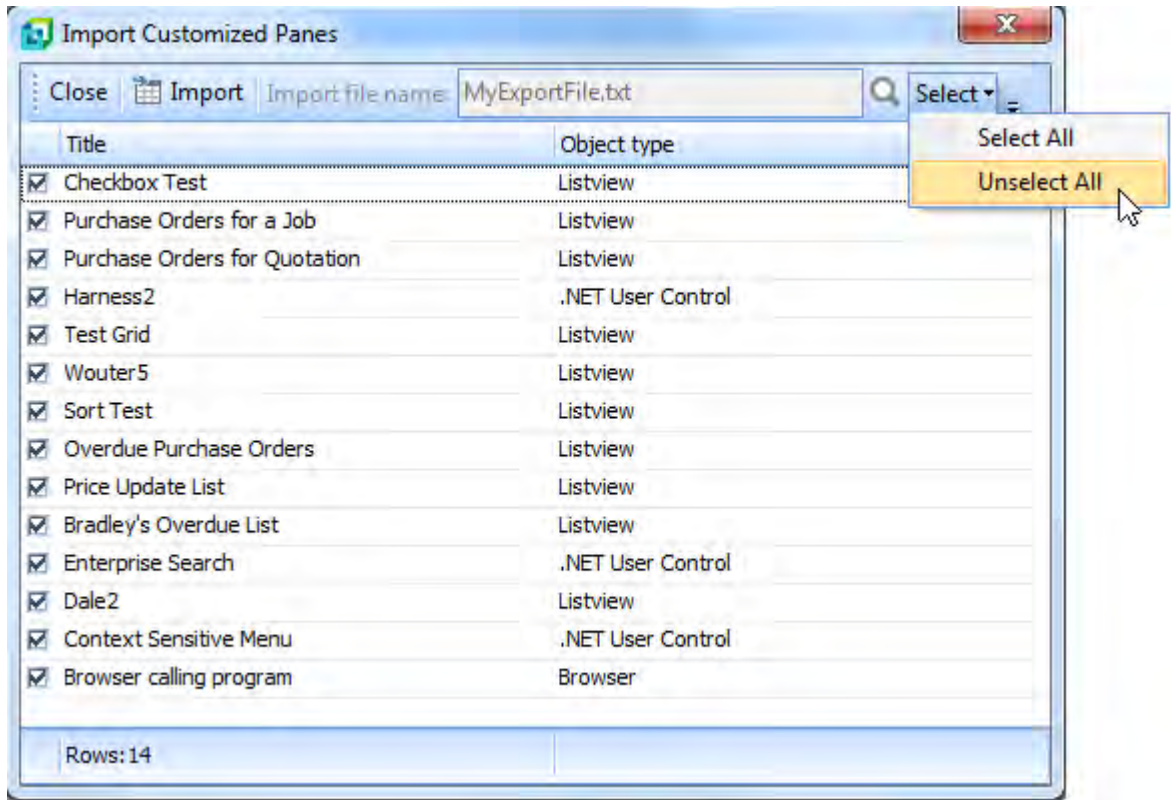 Import Customized Panes
Close Import Import file name: MyExportFile.txt Select
Select All
Unselect All
Title Object type
Checkbox Test Listview
Purchase Orders for a Job Listview
Purchase Orders for Quotation Listview
Harness2 .NET User Control
Test Grid Listview
Wouter5 Listview
Sort Test Listview
Overdue Purchase Orders Listview
Price Update List Listview
Bradley's Overdue List Listview
Enterprise Search .NET User Control
Dale2 Listview
Context Sensitive Menu .NET User Control
Browser calling program Browser
Rows:14